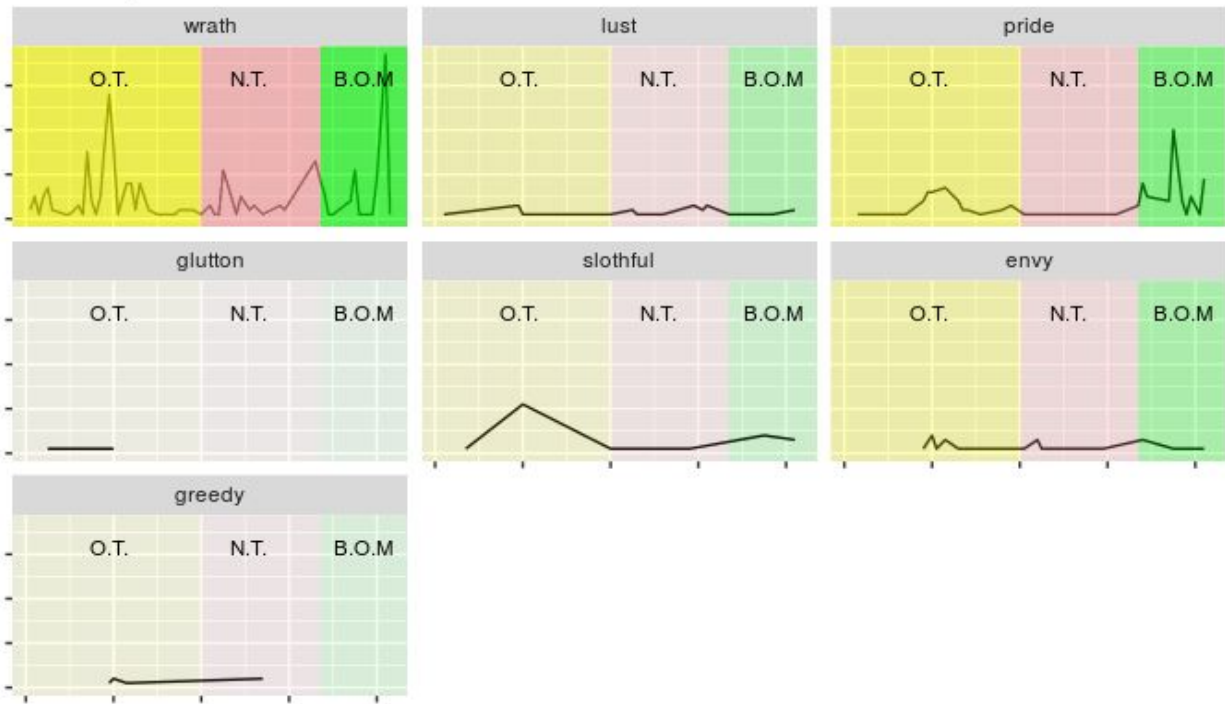 wrath lust pride
O.T. N.T. B.O.M O.T. N.T. B.O.M O.T. N.T. B.O.M
glutton slothful envy
O.T. N.T. B.O.M O.T. N.T. B.O.M O.T. N.T. B.O.M
greedy
O.T. N.T. B.O.M